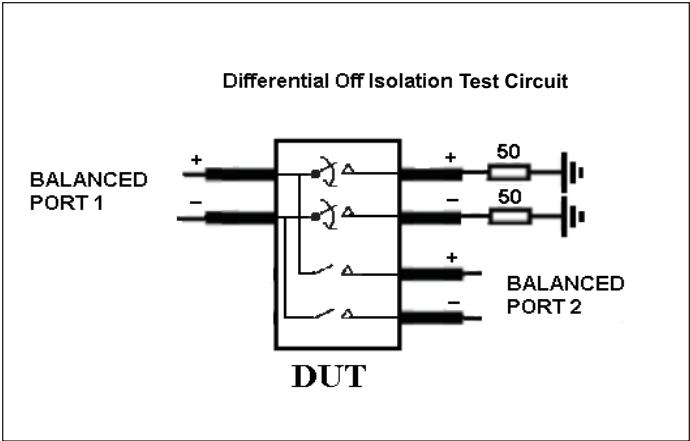 Differential Off Isolation Test Circuit
+ + 50
BALANCED
PORT 1
– – 50
+
BALANCED
PORT 2
–
DUT